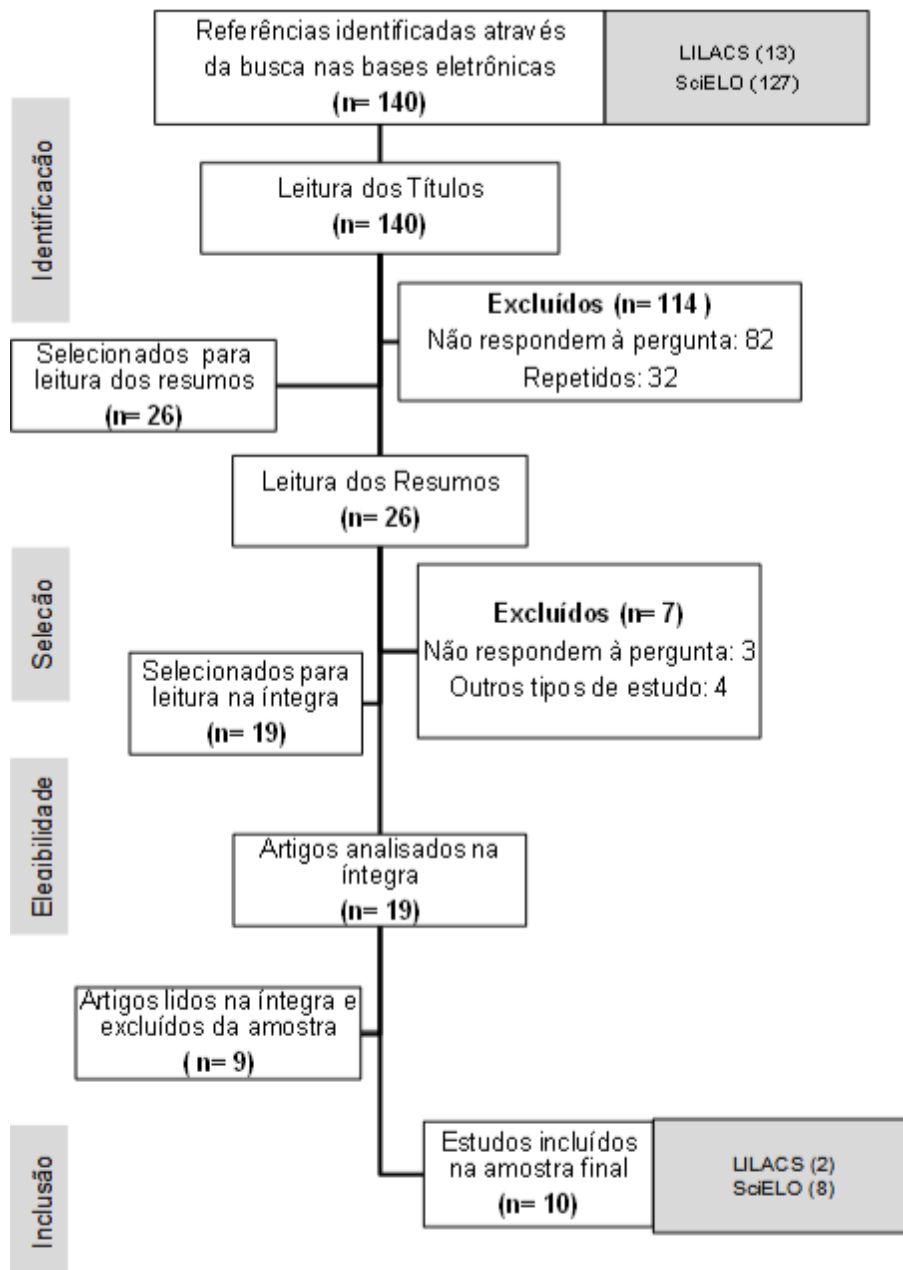 Referências identificadas através
da busca nas bases eletrônicas
(n= 140)
LILACS (13)
SciELO (127)
Identificação
Leitura dos Títulos
(n= 140)
Excluídos (n= 114 )
Não respondem à pergunta: 82
Repetidos: 32
Selecionados para
leitura dos resumos
(n= 26)
Leitura dos Resumos
(n= 26)
Seleção
Excluídos (n= 7)
Não respondem à pergunta: 3
Outros tipos de estudo: 4
Selecionados para
leitura na íntegra
(n= 19)
Elegibilidade
Artigos analisados na
íntegra
(n= 19)
Artigos lidos na íntegra e
excluídos da amostra
( n= 9)
Inclusão
Estudos incluídos
na amostra final
(n= 10)
LILACS (2)
SciELO (8)